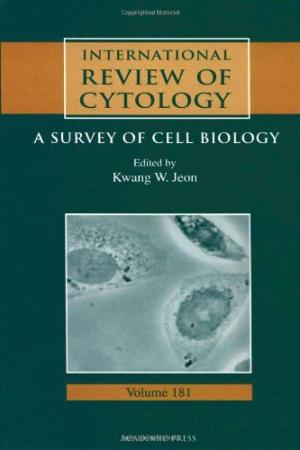 INTERNATIONAL
REVIEW OF
CYTOLOGY
A SURVEY OF CELL BIOLOGY
Edited by
Kwang W. Jeon
Volume 181
ACADEMIC PRESS